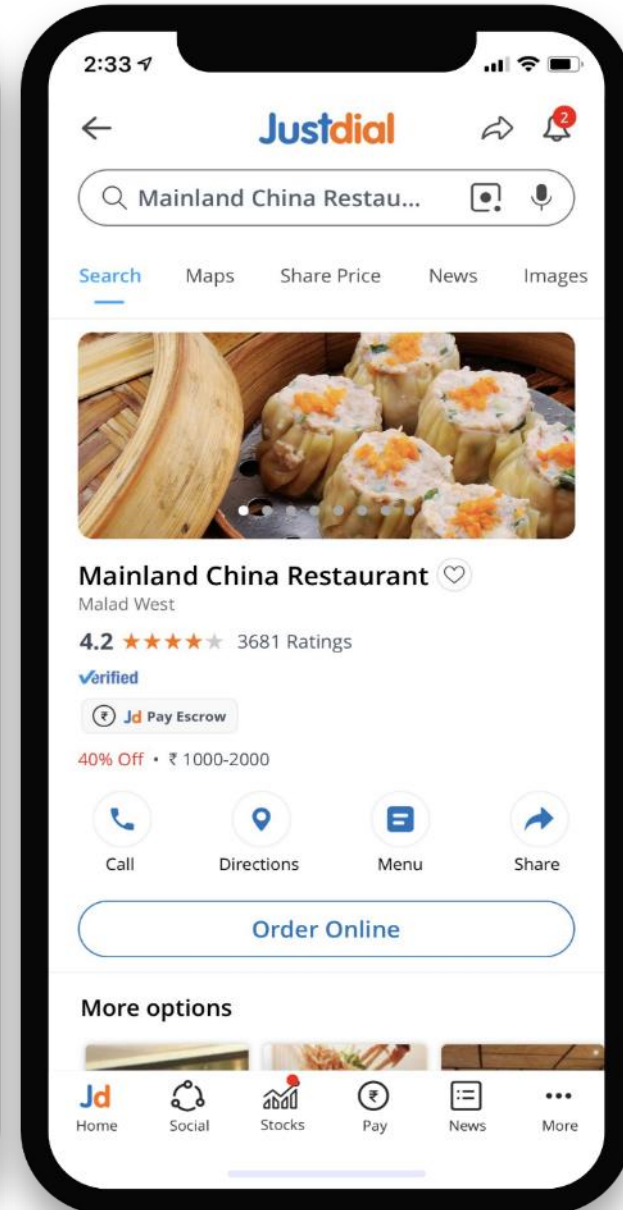 2:33
Justdial
2
Mainland China Restau...
Search Maps Share Price News Images
Mainland China Restaurant
Malad West
4.2 3681 Ratings
Verified
₹ Jd Pay Escrow
40% Off • ₹ 1000-2000
Call Directions Menu Share
Order Online
More options
Jd ₹
Home Social Stocks Pay News More